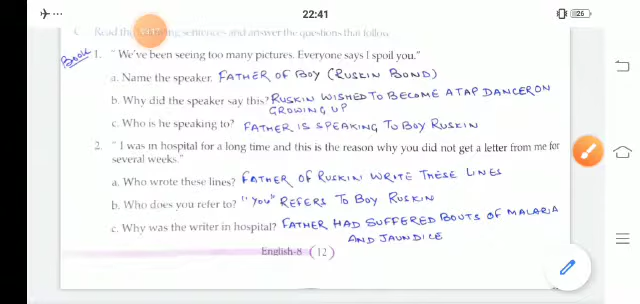 22:41
26
C. Read the following sentences and answer the questions that follow.
BOOK 1. "We've been seeing too many pictures. Everyone says I spoil you."
a. Name the speaker. FATHER OF BOY (RUSKIN BOND)
b. Why did the speaker say this? RUSKIN WISHED TO BECOME A TAP DANCER ON
GROWING UP
c. Who is he speaking to? FATHER IS SPEAKING TO BOY RUSKIN
2. "I was in hospital for a long time and this is the reason why you did not get a letter from me for
several weeks."
a. Who wrote these lines? FATHER OF RUSKIN WRITE THESE LINES
b. Who does you refer to? "YOU" REFERS TO BOY RUSKIN
c. Why was the writer in hospital? FATHER HAD SUFFERED BOUTS OF MALARIA
AND JAUNDICE
English-8 (12)